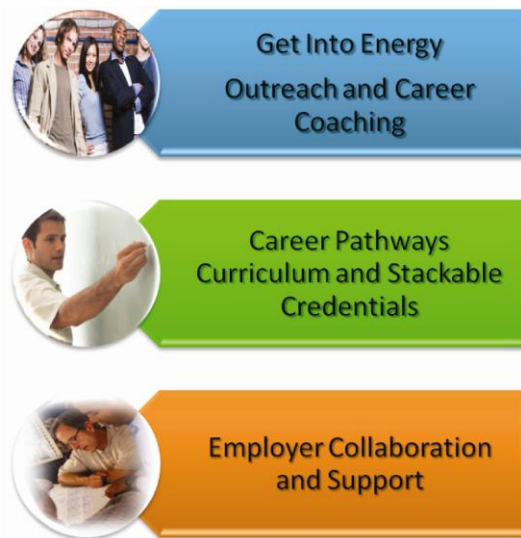 Get Into Energy
Outreach and Career
Coaching
Career Pathways
Curriculum and Stackable
Credentials
Employer Collaboration
and Support